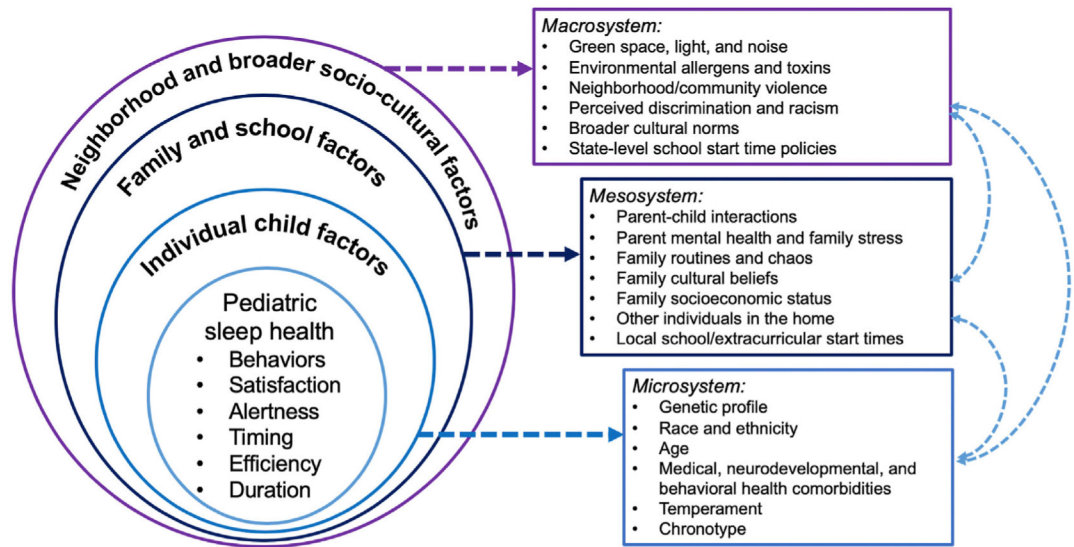 Neighborhood and broader socio-cultural factors
Family and school factors
Individual child factors
Pediatric
sleep health
• Behaviors
• Satisfaction
• Alertness
• Timing
• Efficiency
• Duration
Macrosystem:
• Green space, light, and noise
• Environmental allergens and toxins
• Neighborhood/community violence
• Perceived discrimination and racism
• Broader cultural norms
• State-level school start time policies
Mesosystem:
• Parent-child interactions
• Parent mental health and family stress
• Family routines and chaos
• Family cultural beliefs
• Family socioeconomic status
• Other individuals in the home
• Local school/extracurricular start times
Microsystem:
• Genetic profile
• Race and ethnicity
• Age
• Medical, neurodevelopmental, and
behavioral health comorbidities
• Temperament
• Chronotype